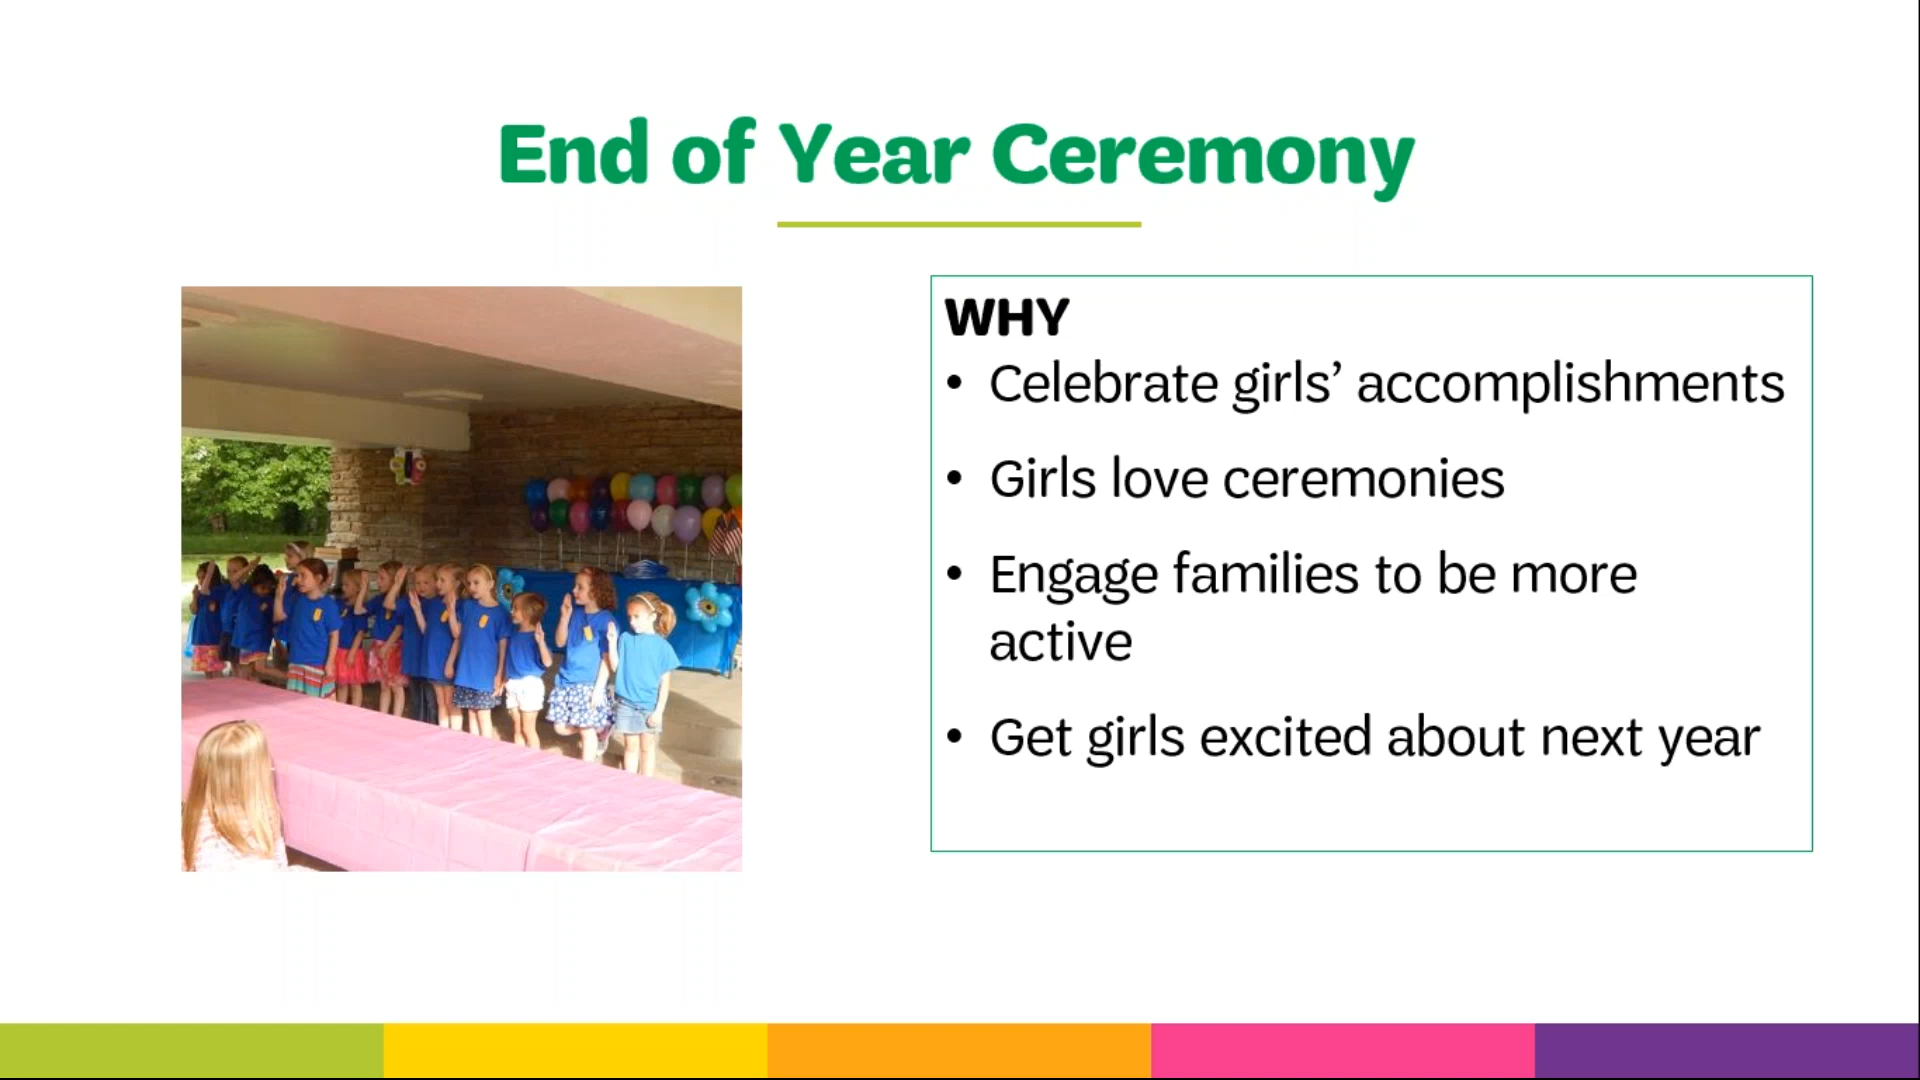 End of Year Ceremony
WHY
• Celebrate girls’ accomplishments
• Girls love ceremonies
• Engage families to be more
active
• Get girls excited about next year